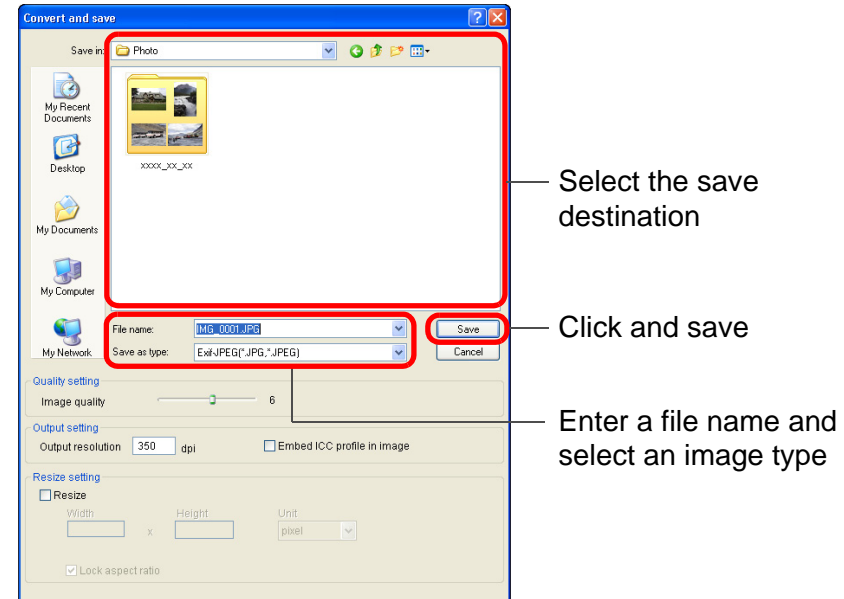 Convert and save
Save in: Photo
My Recent
Documents
Desktop
My Documents
My Computer
My Network
xxxx_xx_xx
File name: IMG_0001.JPG
Save
Save as type: Exif-JPEG(*.JPG,*.JPEG)
Cancel
Quality setting
Image quality 6
Output setting
Output resolution 350 dpi Embed ICC profile in image
Resize setting
Resize
Width Height Unit
x pixel
Lock aspect ratio
Select the save
destination
Click and save
Enter a file name and
select an image type